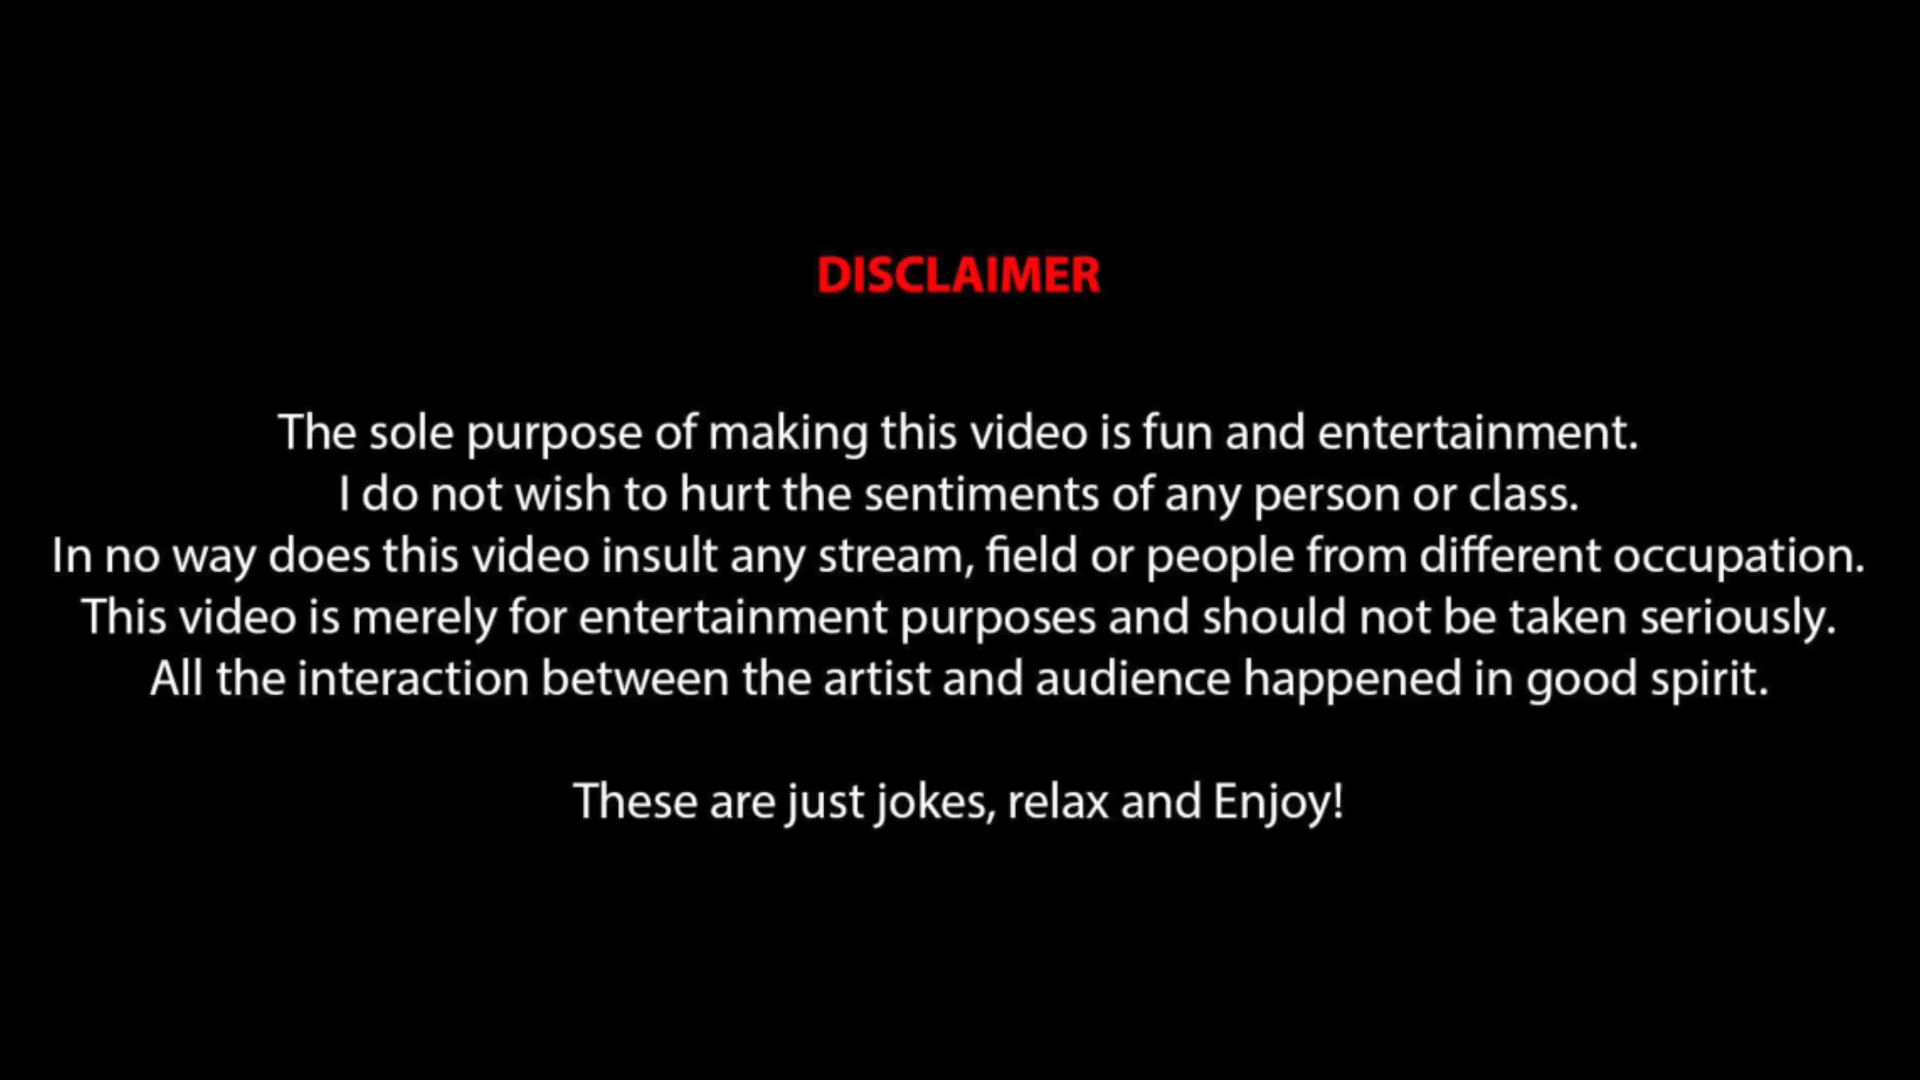 DISCLAIMER
The sole purpose of making this video is fun and entertainment.
I do not wish to hurt the sentiments of any person or class.
In no way does this video insult any stream, field or people from different occupation.
This video is merely for entertainment purposes and should not be taken seriously.
All the interaction between the artist and audience happened in good spirit.
These are just jokes, relax and Enjoy!